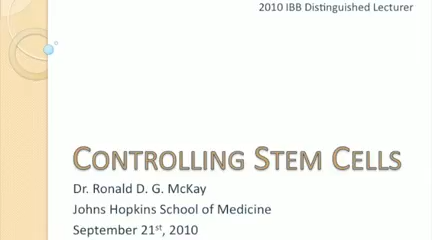 2010 IBB Distinguished Lecturer
CONTROLLING STEM CELLS
Dr. Ronald D. G. McKay
Johns Hopkins School of Medicine
September 21st, 2010